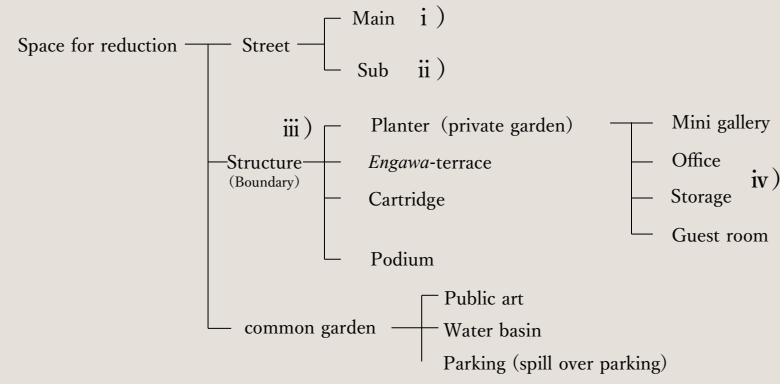 Space for reduction
Street
Main ⅰ)
Sub ⅱ)
ⅲ)
Structure
(Boundary)
Planter (private garden)
Engawa-terrace
Cartridge
Podium
Mini gallery
Office
Storage
Guest room
ⅳ)
common garden
Public art
Water basin
Parking (spill over parking)